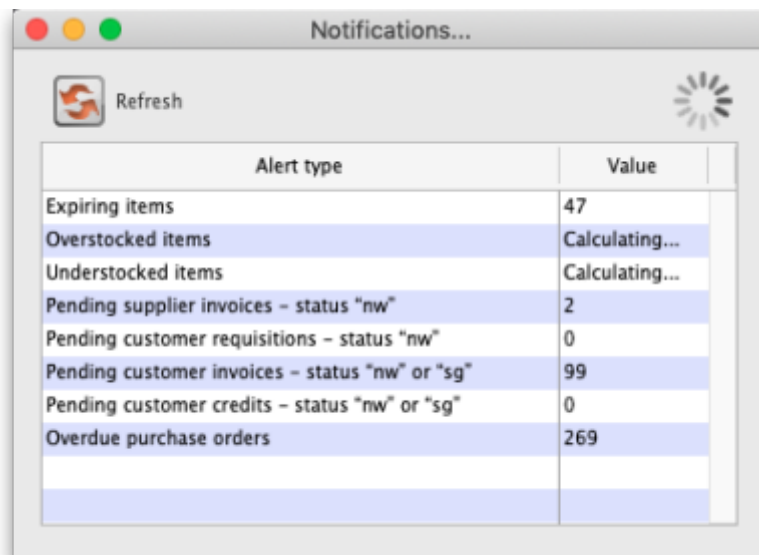 Notifications...
Refresh
Alert type Value
Expiring items 47
Overstocked items Calculating...
Understocked items Calculating...
Pending supplier invoices – status “nw” 2
Pending customer requisitions – status “nw” 0
Pending customer invoices – status “nw” or “sg” 99
Pending customer credits – status “nw” or “sg” 0
Overdue purchase orders 269